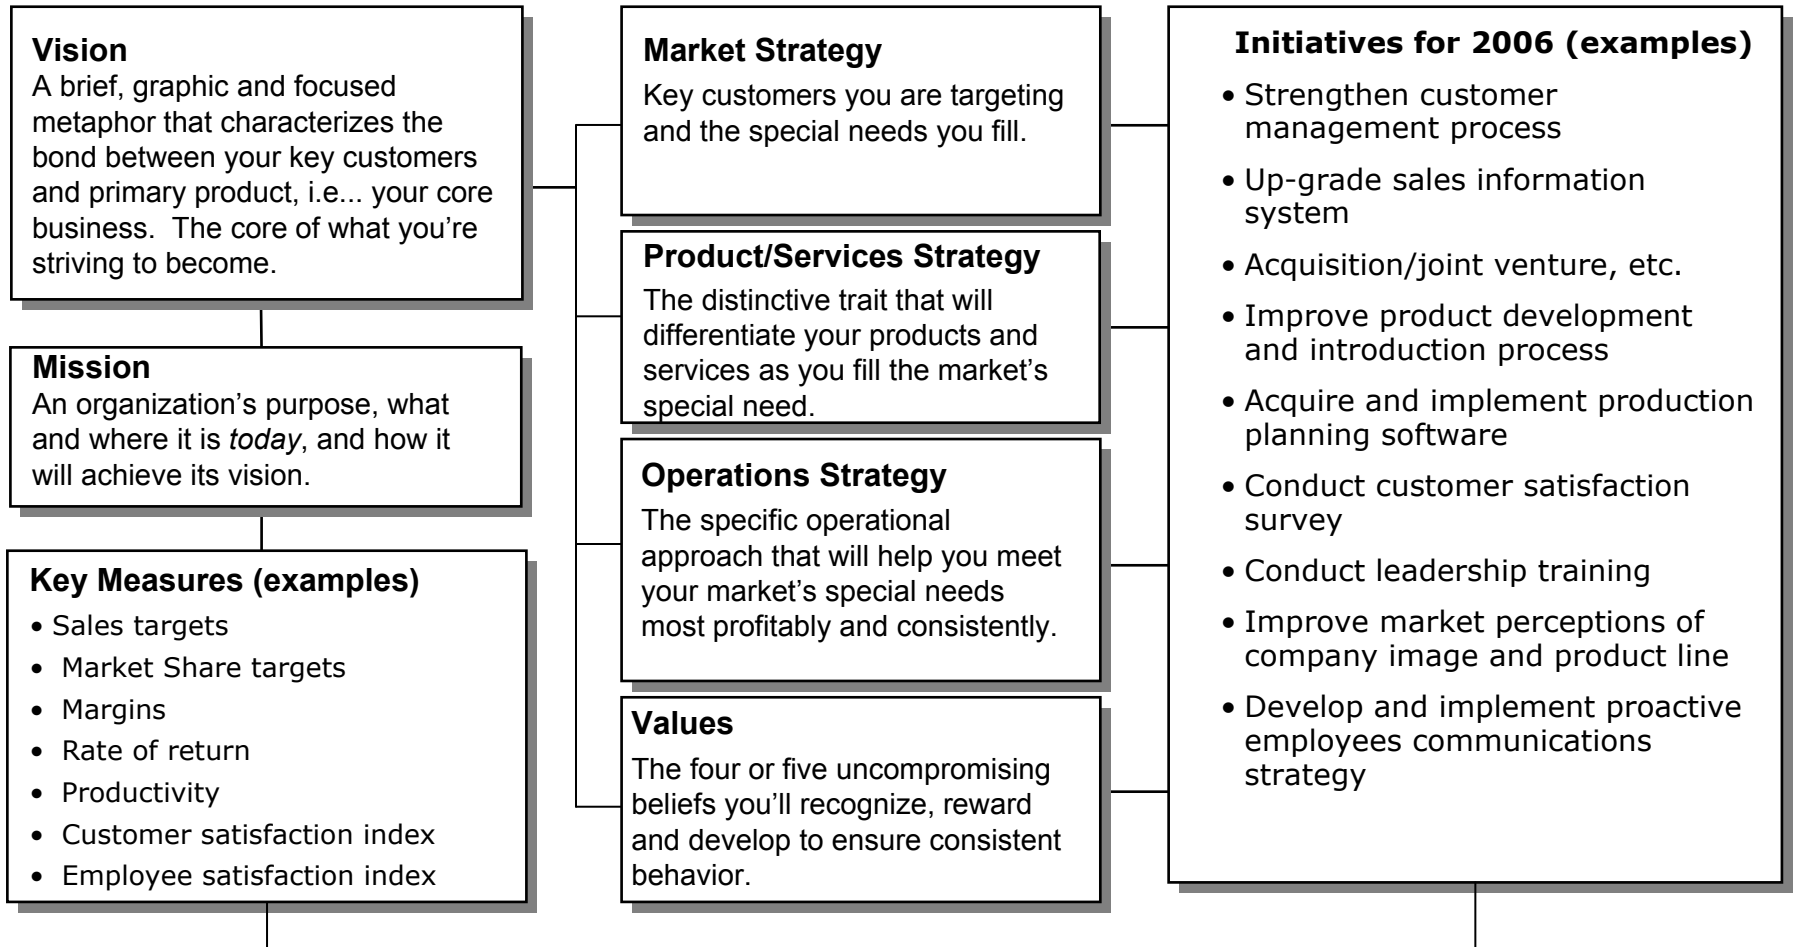 Vision
A brief, graphic and focused
metaphor that characterizes the
bond between your key customers
and primary product, i.e... your core
business.  The core of what you're
striving to become.
Mission
An organization's purpose, what
and where it is today, and how it
will achieve its vision.
Key Measures (examples)
• Sales targets
• Market Share targets
• Margins
• Rate of return
• Productivity
• Customer satisfaction index
• Employee satisfaction index
Market Strategy
Key customers you are targeting
and the special needs you fill.
Product/Services Strategy
The distinctive trait that will
differentiate your products and
services as you fill the market's
special need.
Operations Strategy
The specific operational
approach that will help you meet
your market's special needs
most profitably and consistently.
Values
The four or five uncompromising
beliefs you'll recognize, reward
and develop to ensure consistent
behavior.
Initiatives for 2006 (examples)
• Strengthen customer
management process
• Up-grade sales information
system
• Acquisition/joint venture, etc.
• Improve product development
and introduction process
• Acquire and implement production
planning software
• Conduct customer satisfaction
survey
• Conduct leadership training
• Improve market perceptions of
company image and product line
• Develop and implement proactive
employees communications
strategy